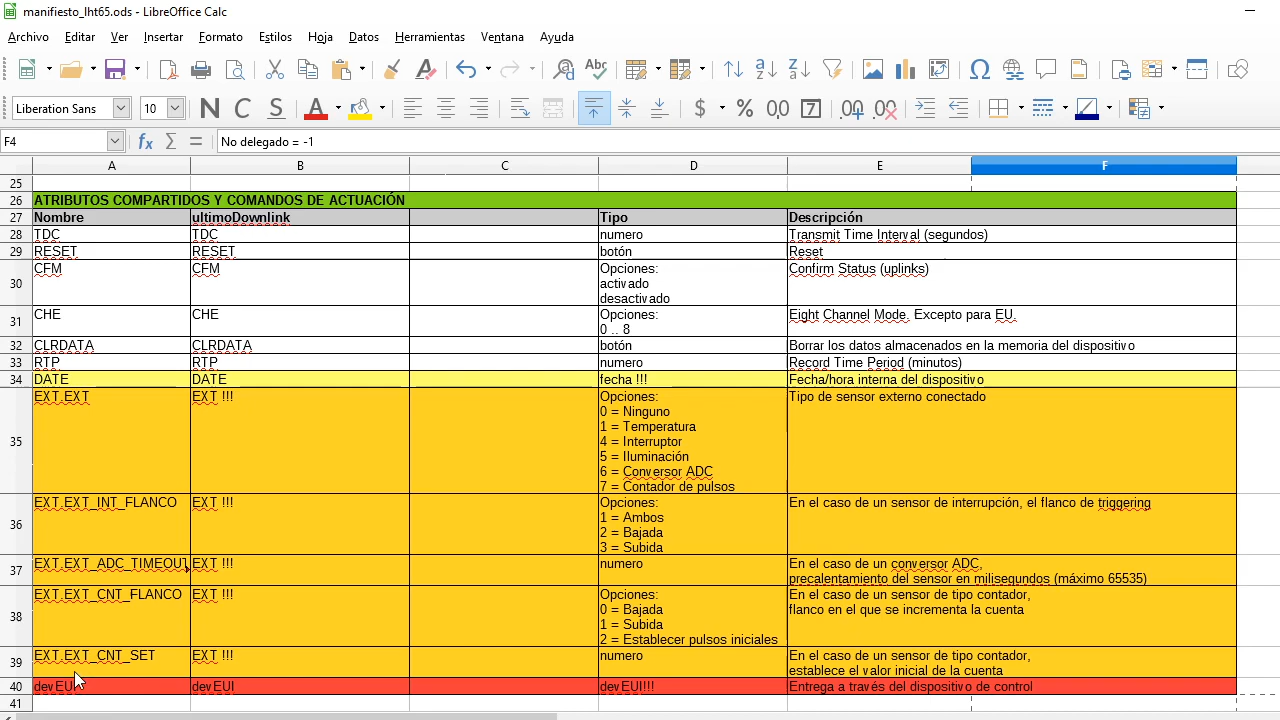 manifiesto_lht65.ods - LibreOffice Calc
Archivo Editar Ver Insertar Formato Estilos Hoja Datos Herramientas Ventana Ayuda
Liberation Sans 10 N C S
F4 No delegado = -1
A B C D E F
25
26 ATRIBUTOS COMPARTIDOS Y COMANDOS DE ACTUACIÓN
27 Nombre ultimoDownlink Tipo Descripción
28 TDC TDC numero Transmit Time Interval (segundos)
29 RESET RESET botón Reset
30 CFM CFM Opciones: Confirm Status (uplinks)
activado
desactivado
31 CHE CHE Opciones: Eight Channel Mode. Excepto para EU.
0 .. 8
32 CLRDATA CLRDATA botón Borrar los datos almacenados en la memoria del dispositivo
33 RTP RTP numero Record Time Period (minutos)
34 DATE DATE fecha !!! Fecha/hora interna del dispositivo
35 EXT.EXT EXT !!! Opciones: Tipo de sensor externo conectado
0 = Ninguno
1 = Temperatura
4 = Interruptor
5 = Iluminación
6 = Conversor ADC
7 = Contador de pulsos
36 EXT.EXT_INT_FLANCO EXT !!! Opciones: En el caso de un sensor de interrupción, el flanco de triggering
1 = Ambos
2 = Bajada
3 = Subida
37 EXT.EXT_ADC_TIMEOUT EXT !!! numero En el caso de un conversor ADC,
precalentamiento del sensor en milisegundos (máximo 65535)
38 EXT.EXT_CNT_FLANCO EXT !!! Opciones: En el caso de un sensor de tipo contador,
0 = Bajada flanco en el que se incrementa la cuenta
1 = Subida
2 = Establecer pulsos iniciales
39 EXT.EXT_CNT_SET EXT !!! numero En el caso de un sensor de tipo contador,
establece el valor inicial de la cuenta
40 devEUI devEUI devEUI!!! Entrega a través del dispositivo de control
41